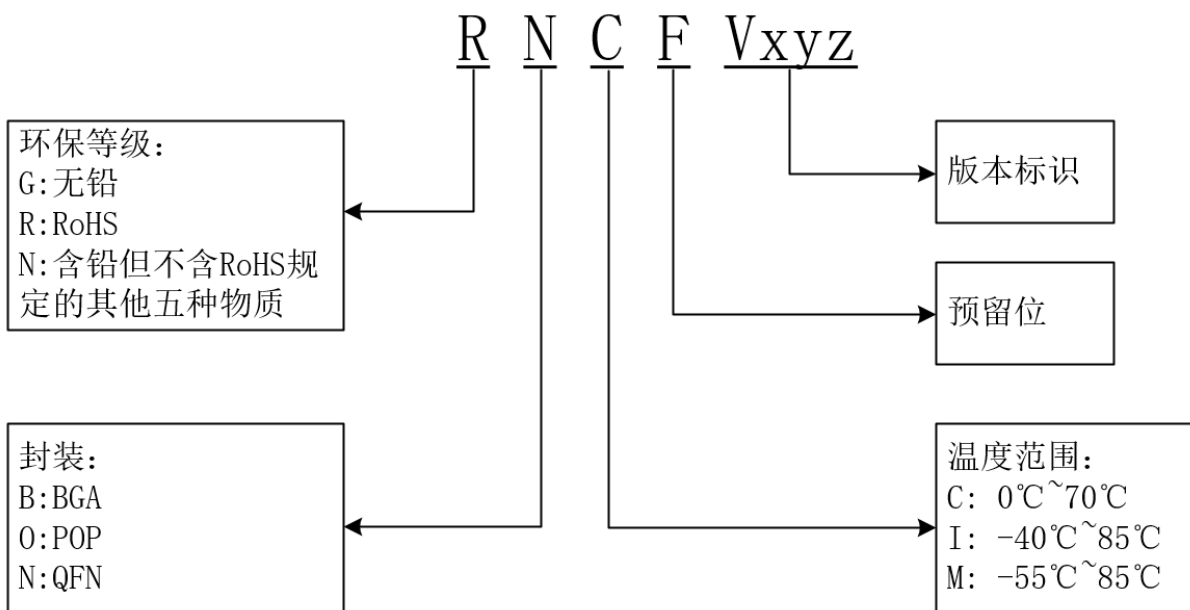 R N C F Vxyz
环保等级：
G:无铅
R:RoHS
N:含铅但不含RoHS规
定的其他五种物质
版本标识
预留位
封装：
B:BGA
O:POP
N:QFN
温度范围：
C: 0℃~70℃
I: -40℃~85℃
M: -55℃~85℃